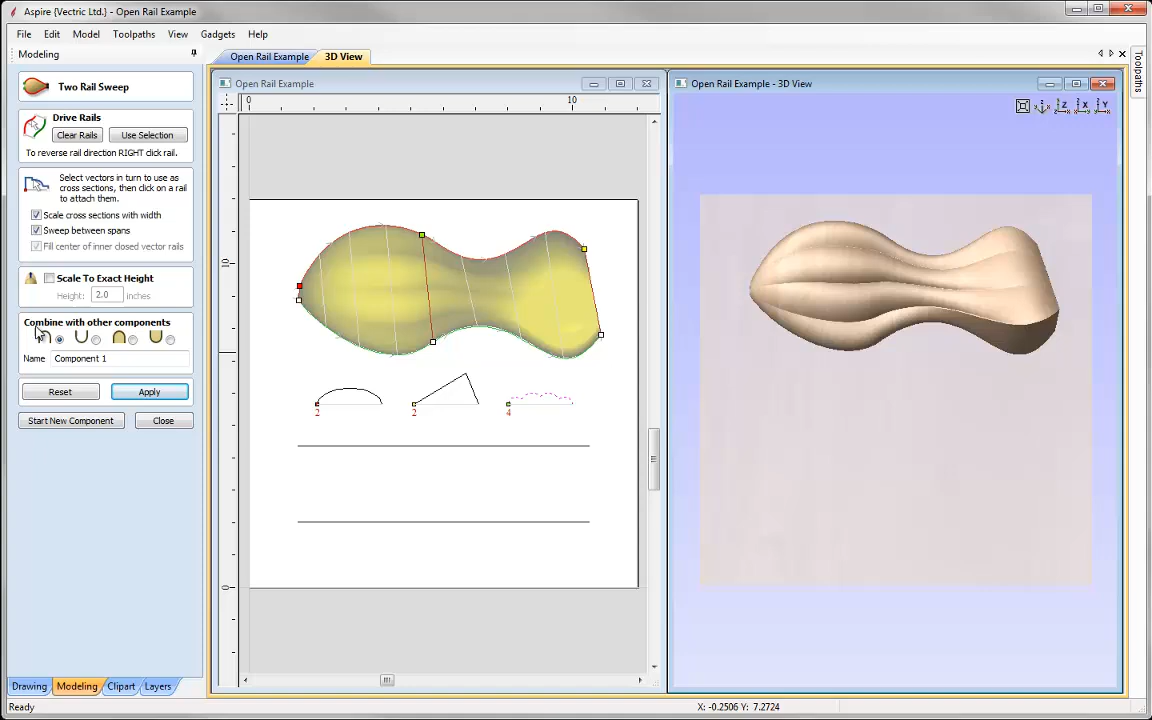 Aspire {Vectric Ltd.} - Open Rail Example
File Edit Model Toolpaths View Gadgets Help
Modeling
Two Rail Sweep
Drive Rails
Clear Rails Use Selection
To reverse rail direction RIGHT click rail.
Select vectors in turn to use as
cross sections, then click on a rail
to attach them.
Scale cross sections with width
Sweep between spans
Fill center of inner closed vector rails
Scale To Exact Height
Height: 2.0 inches
Combine with other components
Name Component 1
Reset Apply
Start New Component Close
Drawing Modeling Clipart Layers
Open Rail Example 3D View
Open Rail Example
0 10
10
0
2 2 4
Open Rail Example - 3D View
Z X Y
Toolpaths
Ready X: -0.2506 Y: 7.2724